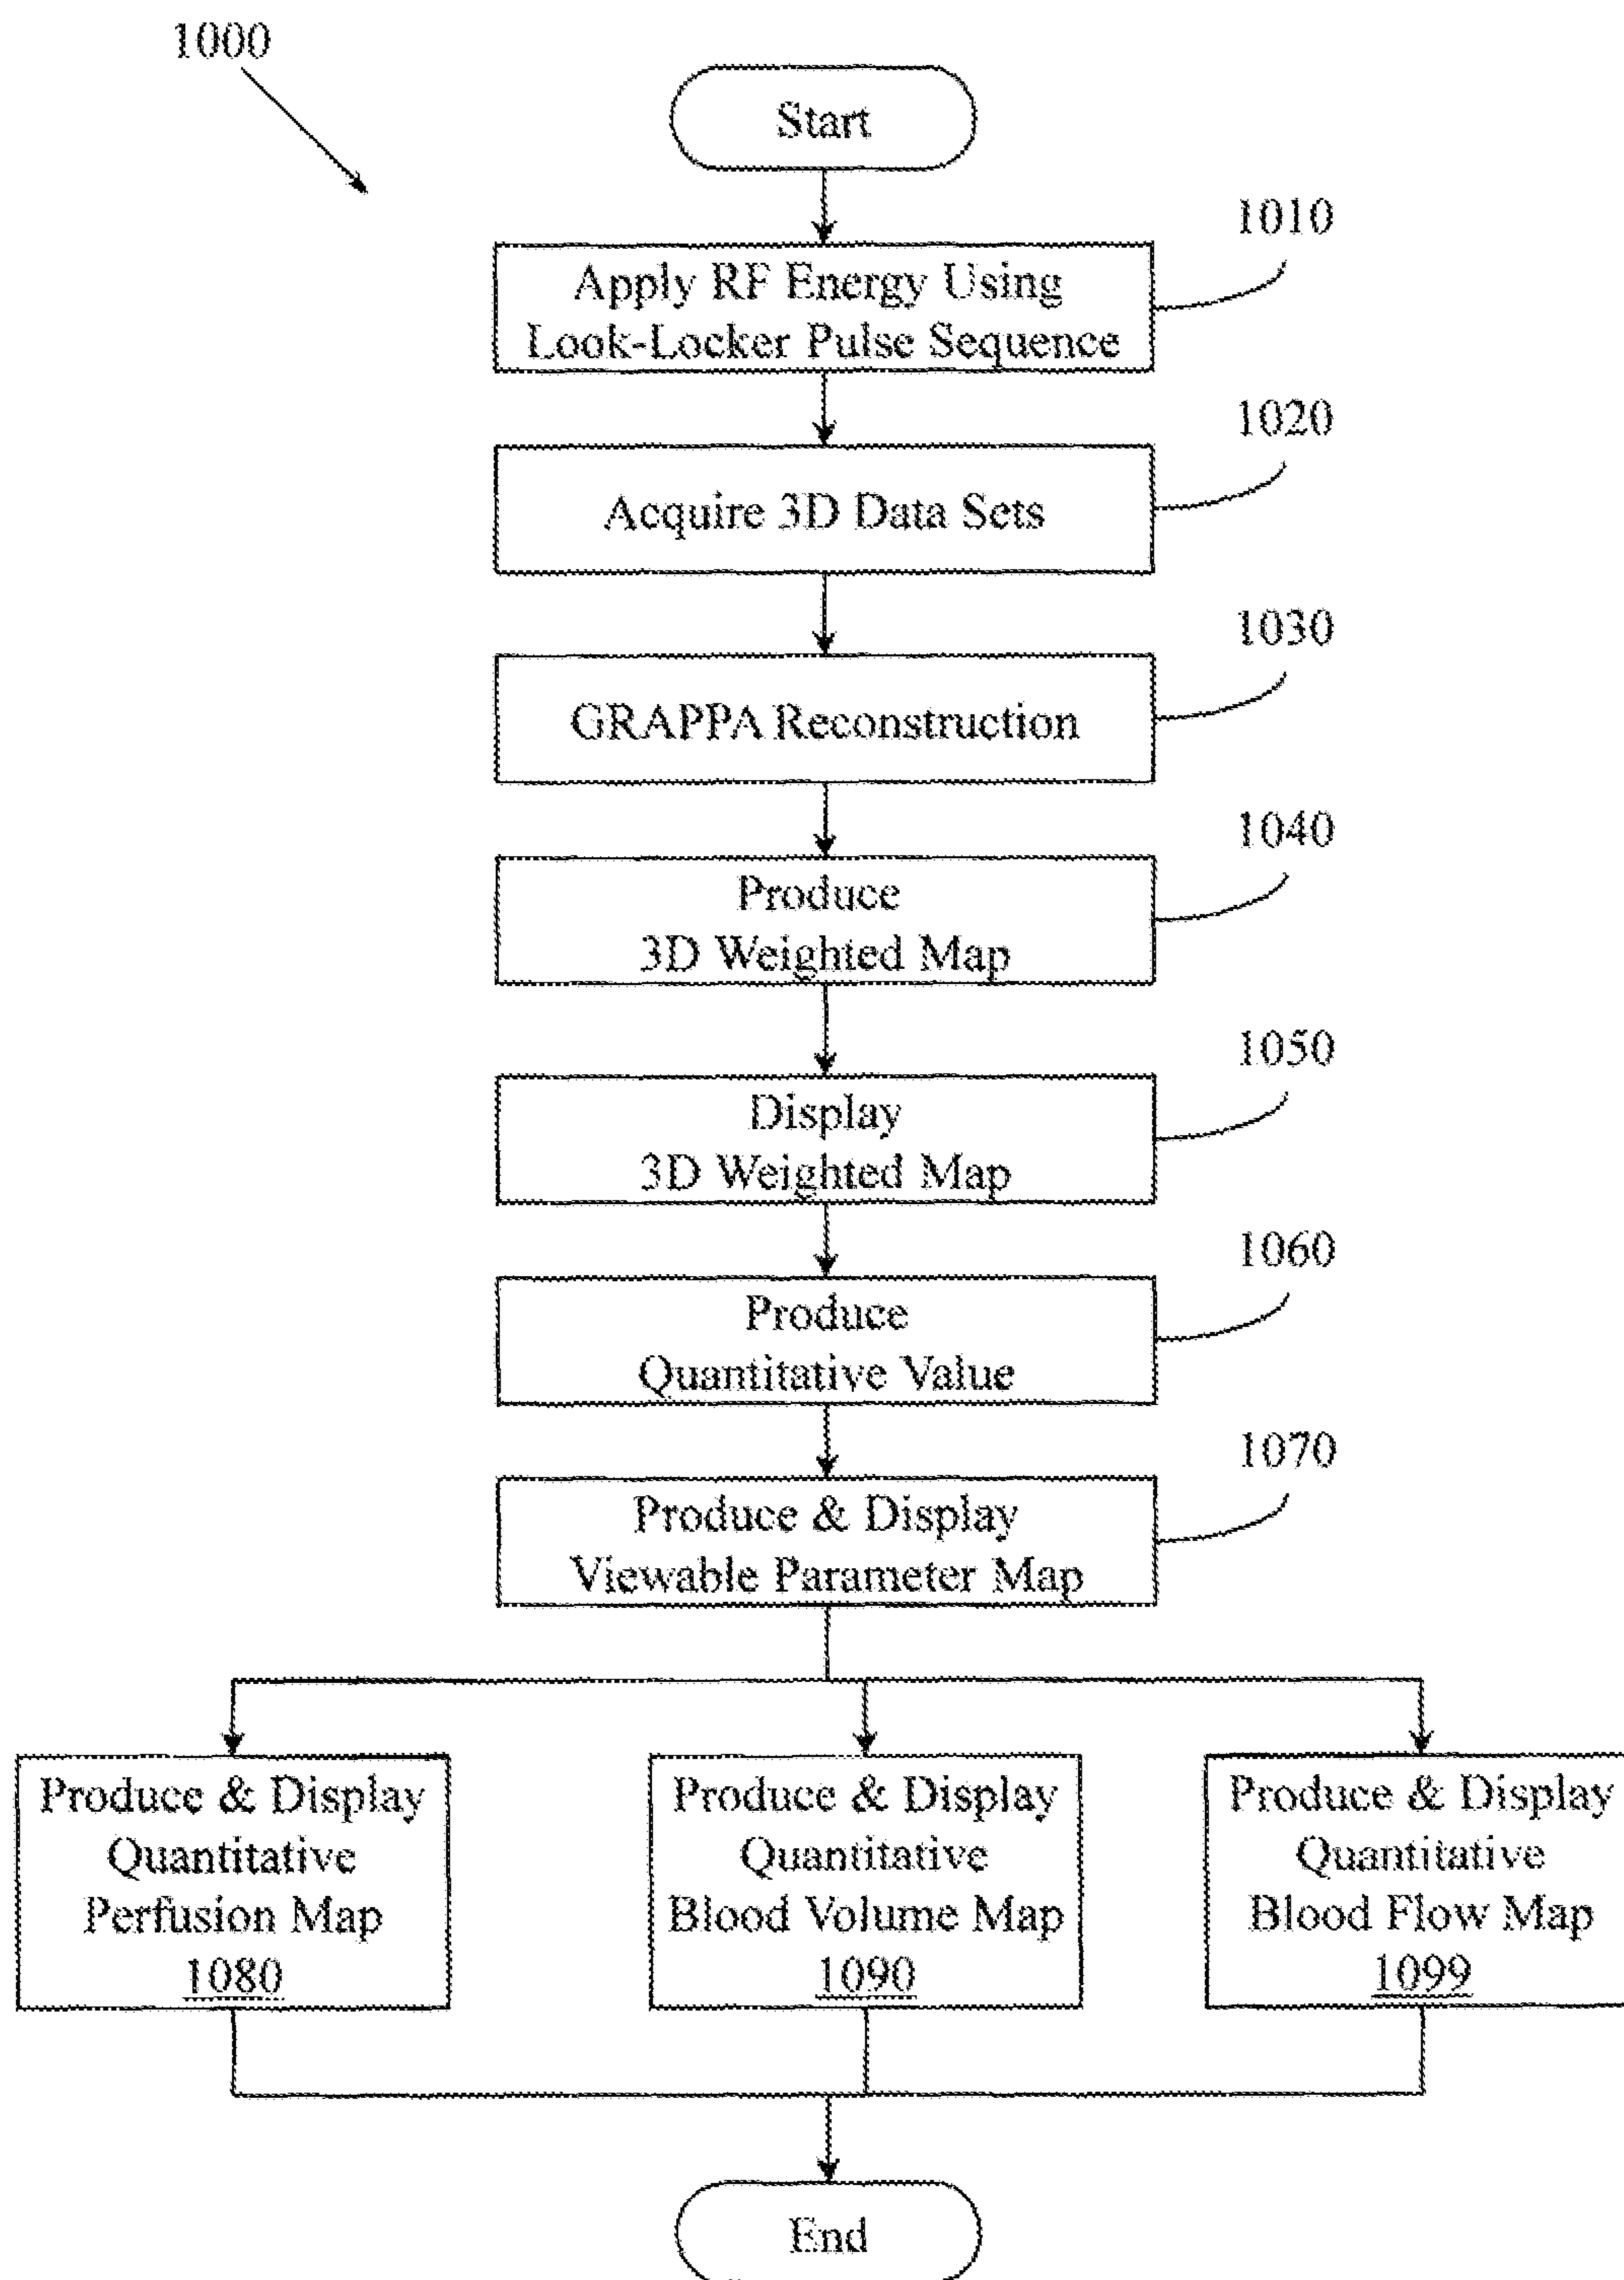 1000
Start
1010
Apply RF Energy Using
Look-Locker Pulse Sequence
1020
Acquire 3D Data Sets
1030
GRAPPA Reconstruction
1040
Produce
3D Weighted Map
1050
Display
3D Weighted Map
1060
Produce
Quantitative Value
1070
Produce & Display
Viewable Parameter Map
Produce & Display
Quantitative
Perfusion Map
1080
Produce & Display
Quantitative
Blood Volume Map
1090
Produce & Display
Quantitative
Blood Flow Map
1099
End